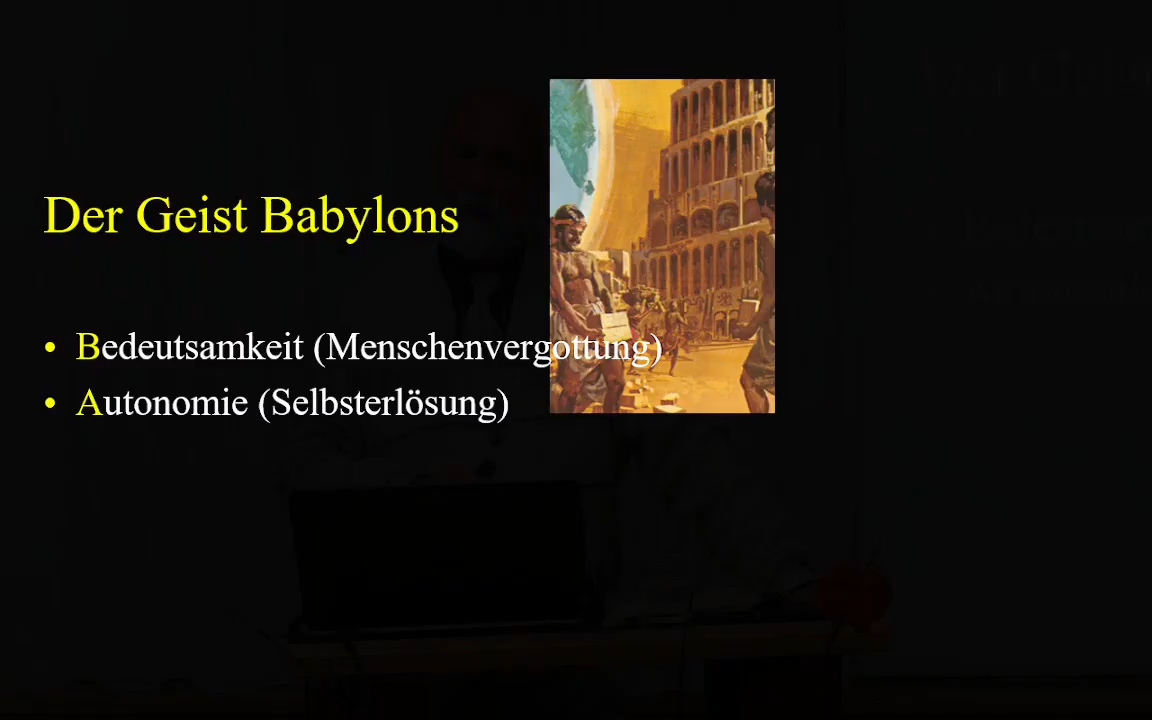 Der Geist Babylons
• Bedeutsamkeit (Menschenvergottung)
• Autonomie (Selbsterlösung)